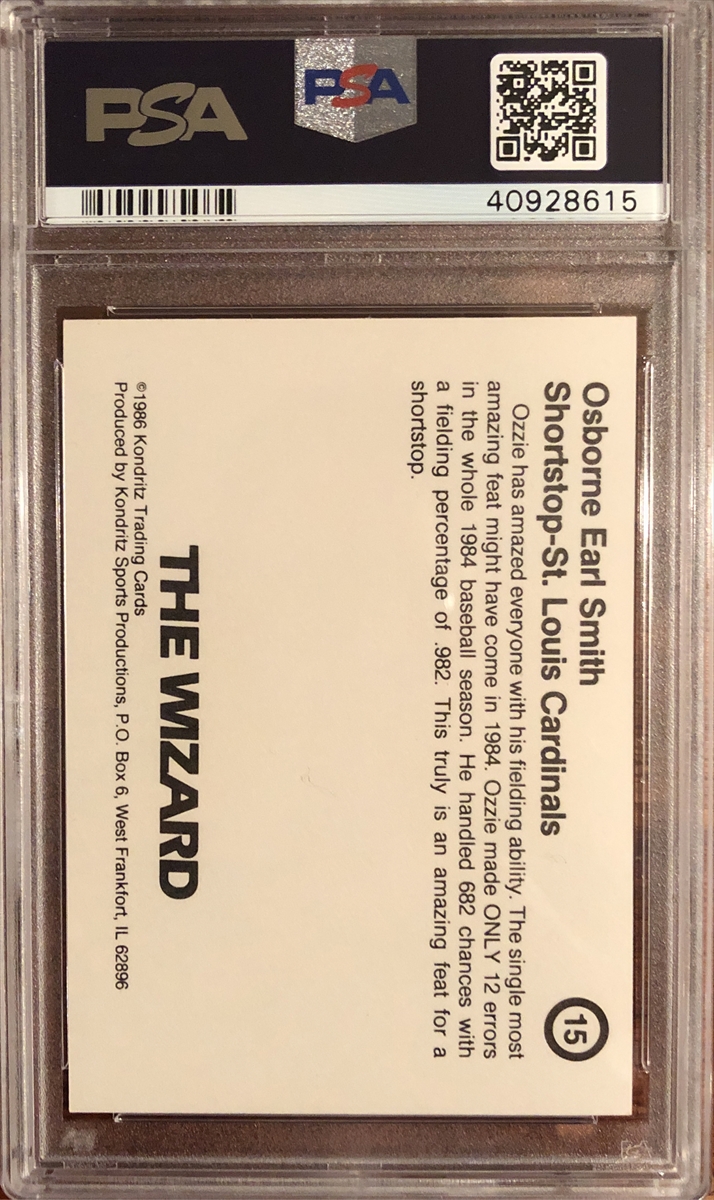 PSA
PSA
40928615
Osborne Earl Smith
Shortstop-St. Louis Cardinals
15
Ozzie has amazed everyone with his fielding ability. The single most
amazing feat might have come in 1984. Ozzie made ONLY 12 errors
in the whole 1984 baseball season. He handled 682 chances with
a fielding percentage of .982. This truly is an amazing feat for a
shortstop.
THE WIZARD
©1986 Kondritz Trading Cards
Produced by Kondritz Sports Productions, P.O. Box 6, West Frankfort, IL 62896